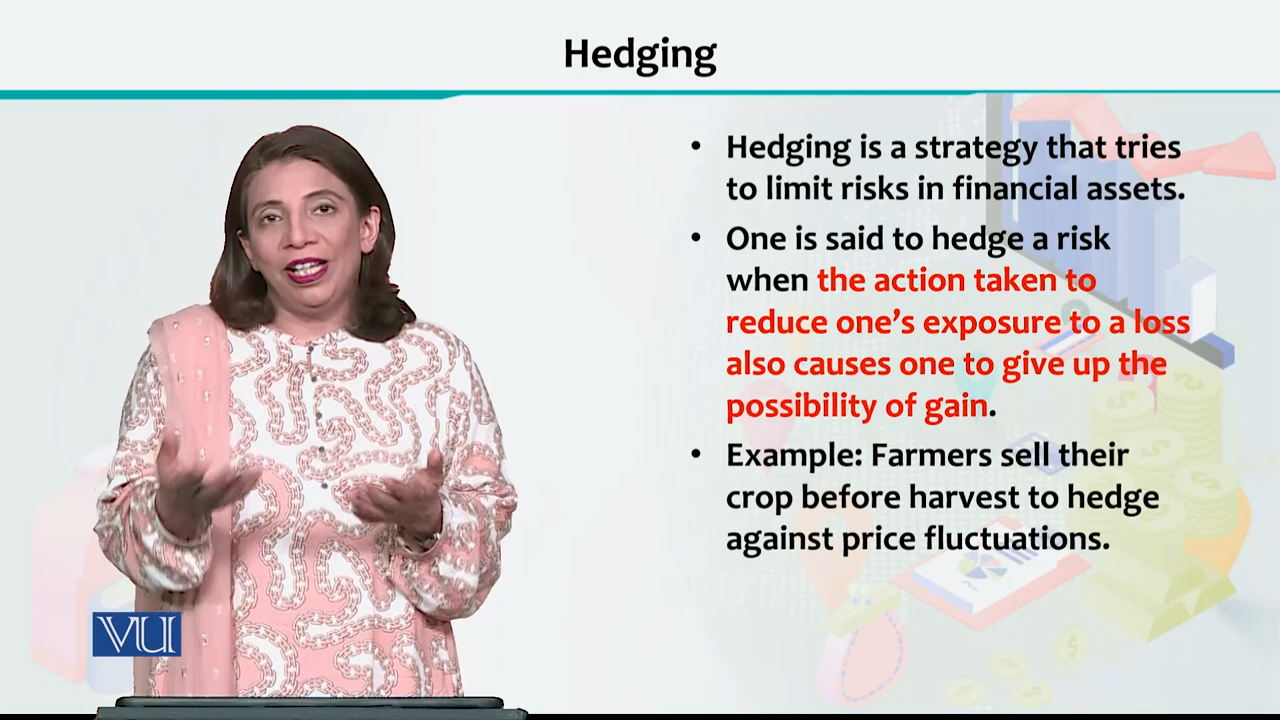 Hedging
• Hedging is a strategy that tries
to limit risks in financial assets.
• One is said to hedge a risk
when the action taken to
reduce one's exposure to a loss
also causes one to give up the
possibility of gain.
• Example: Farmers sell their
crop before harvest to hedge
against price fluctuations.
VU